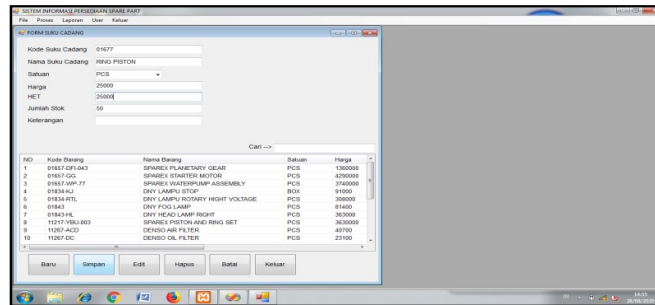 SISTEM INFORMASI PERSEDIAAN SPARE PART
File Proses Laporan User Keluar
FORM SUKU CADANG
Kode Suku Cadang 01677
Nama Suku Cadang RING PISTON
Satuan PCS
Harga 25000
HET 25000
Jumlah Stok 50
Keterangan
Cari -->
NO Kode Barang Nama Barang Satuan Harga
1 01657-DFI-043 SPAREX PLANETARY GEAR PCS 1360000
2 01657-GG SPAREX STARTER MOTOR PCS 4290000
3 01657-WP-77 SPAREX WATERPUMP ASSEMBLY PCS 3740000
4 01834-KJ DNY LAMPU STOP BOX 91000
5 01834-RTL DNY LAMPU ROTARY HIGHT VOLTAGE PCS 308000
6 01843 DNY FOG LAMP PCS 81400
7 01843-HL DNY HEAD LAMP RIGHT PCS 363000
8 11217-YBU-003 SPAREX PISTON AND RING SET PCS 3630000
9 11267-ACD DENSO AIR FILTER PCS 40700
10 11267-DC DENSO OIL FILTER PCS 23100
Baru Simpan Edit Hapus Batal Keluar
14:55